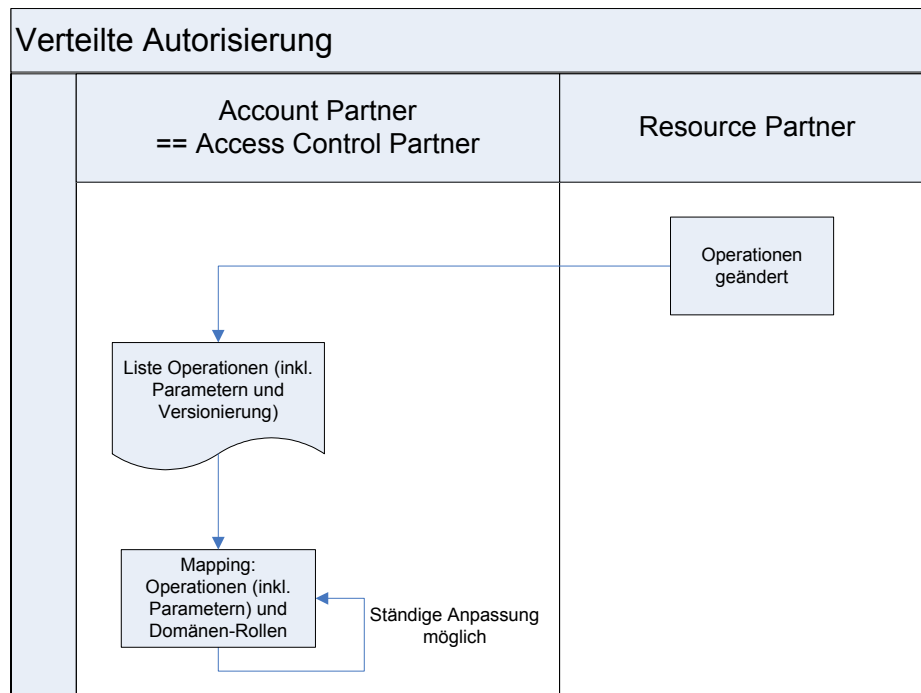 Verteilte Autorisierung
Account Partner
== Access Control Partner
Resource Partner
Operationen
geändert
Liste Operationen (inkl.
Parametern und
Versionierung)
Mapping:
Operationen (inkl.
Parametern) und
Domänen-Rollen
Ständige Anpassung
möglich